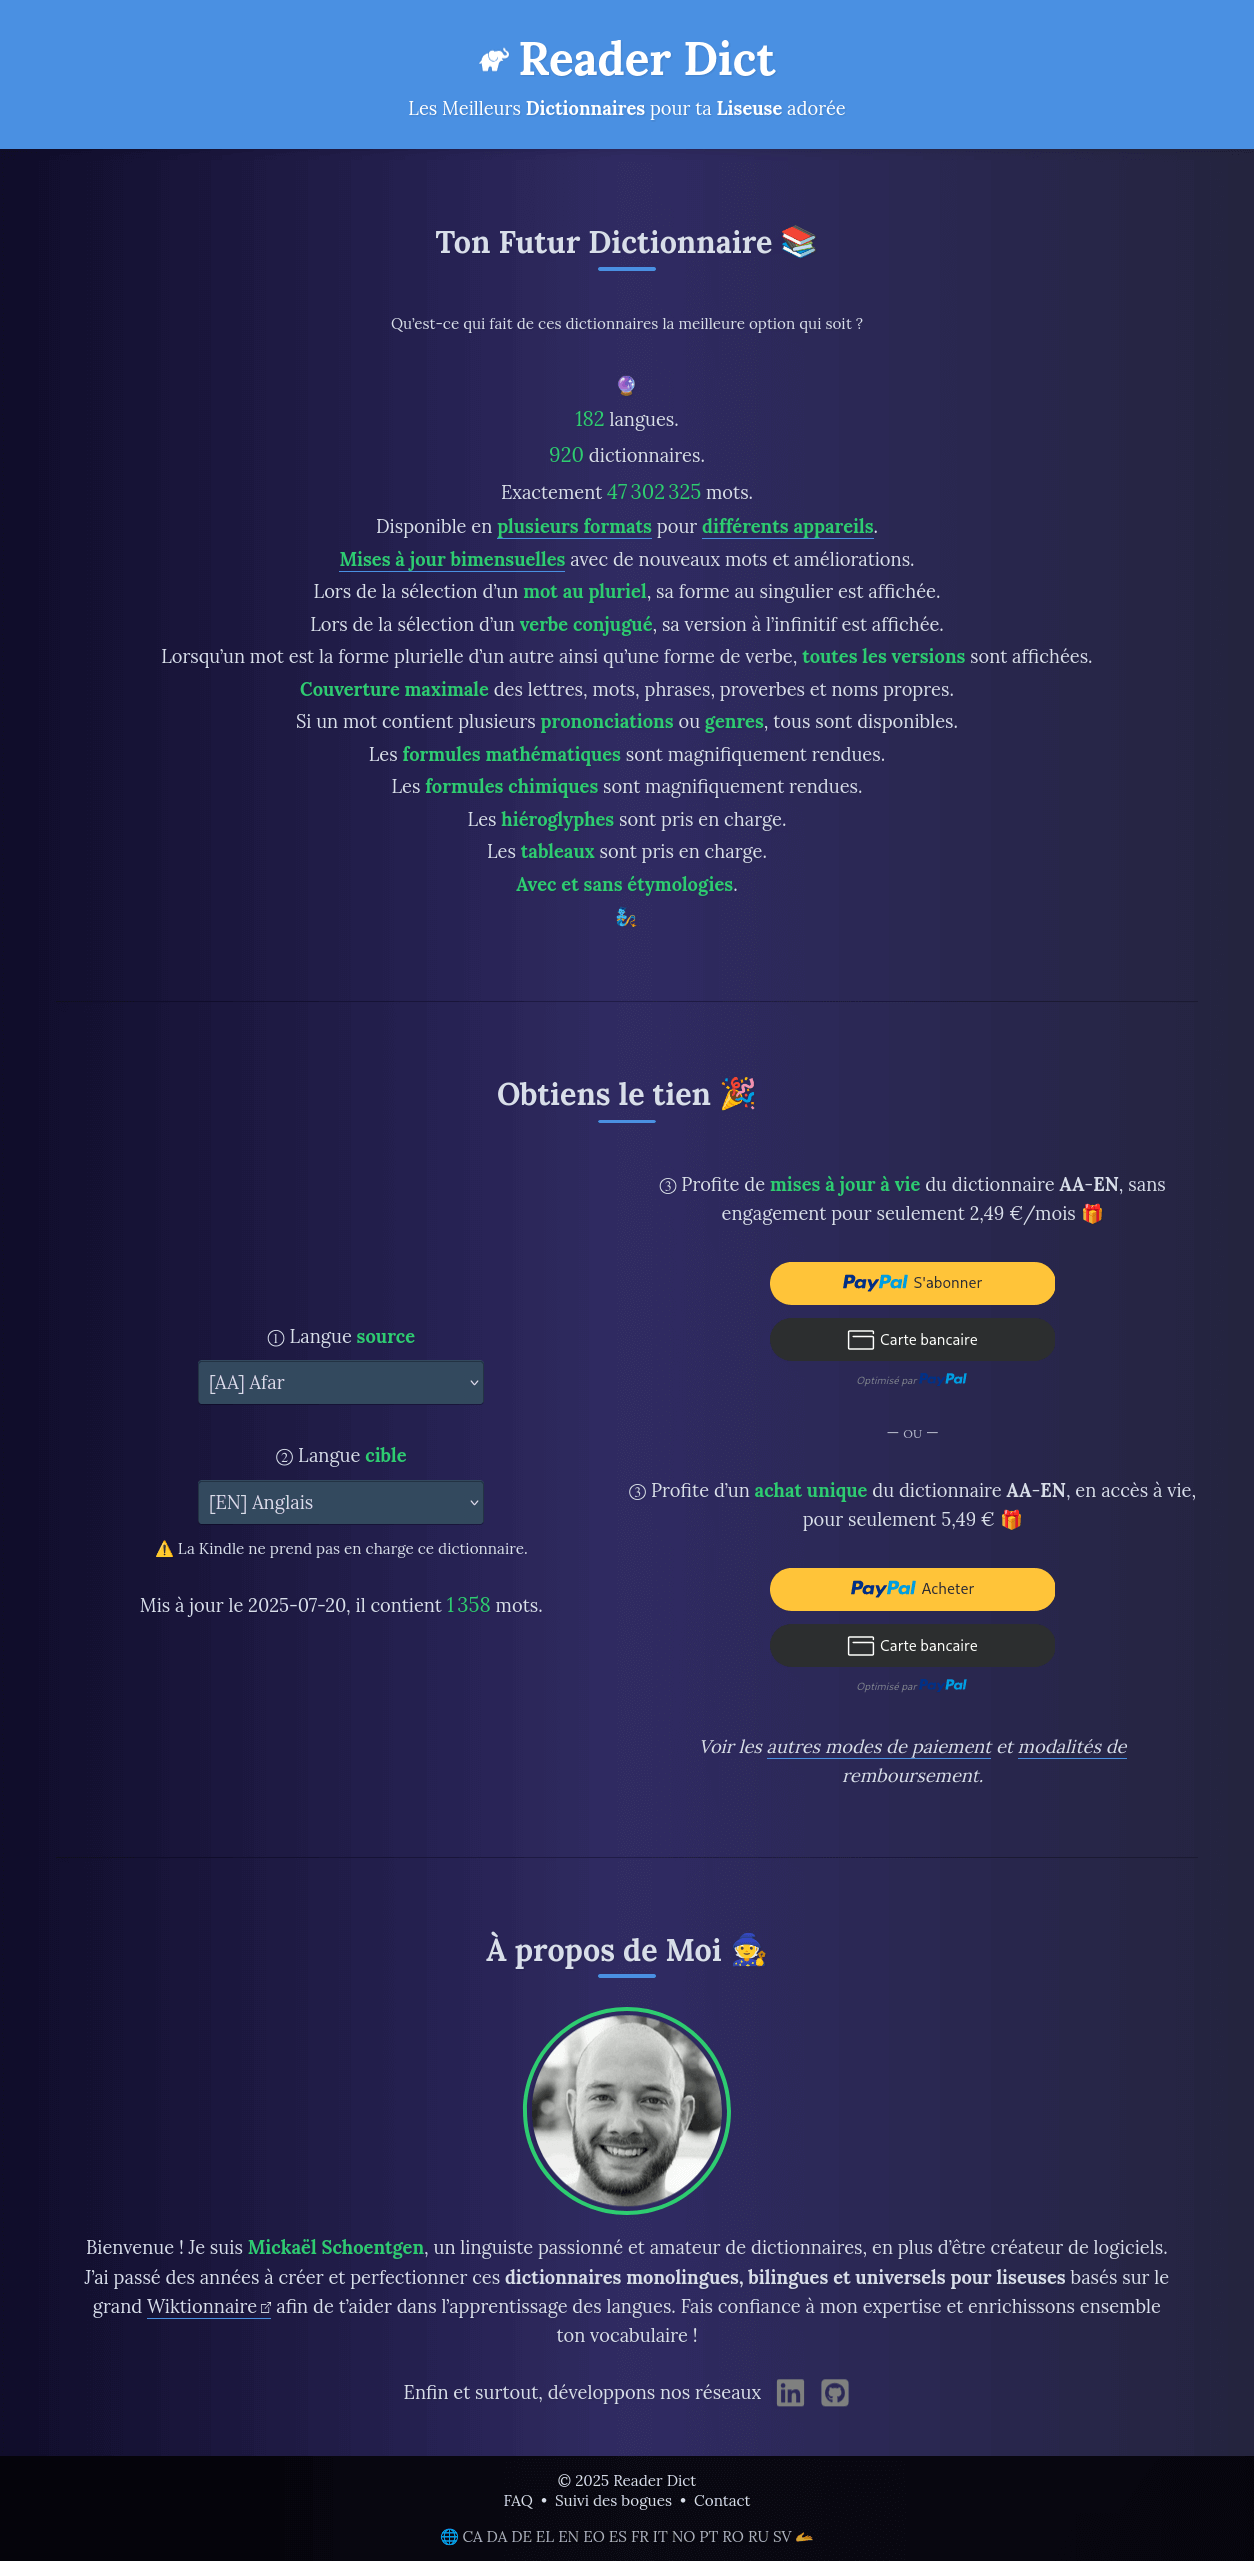 Reader Dict
Les Meilleurs Dictionnaires pour ta Liseuse adorée
Ton Futur Dictionnaire 📚
Qu’est-ce qui fait de ces dictionnaires la meilleure option qui soit ?
🔮
182 langues.
920 dictionnaires.
Exactement 47 302 325 mots.
Disponible en plusieurs formats pour différents appareils.
Mises à jour bimensuelles avec de nouveaux mots et améliorations.
Lors de la sélection d’un mot au pluriel, sa forme au singulier est affichée.
Lors de la sélection d’un verbe conjugué, sa version à l’infinitif est affichée.
Lorsqu’un mot est la forme plurielle d’un autre ainsi qu’une forme de verbe, toutes les versions sont affichées.
Couverture maximale des lettres, mots, phrases, proverbes et noms propres.
Si un mot contient plusieurs prononciations ou genres, tous sont disponibles.
Les formules mathématiques sont magnifiquement rendues.
Les formules chimiques sont magnifiquement rendues.
Les hiéroglyphes sont pris en charge.
Les tableaux sont pris en charge.
Avec et sans étymologies.
🧞
Obtiens le tien 🎉
① Langue source
[AA] Afar
② Langue cible
[EN] Anglais
⚠️ La Kindle ne prend pas en charge ce dictionnaire.
Mis à jour le 2025-07-20, il contient 1 358 mots.
③ Profite de mises à jour à vie du dictionnaire AA-EN, sans
engagement pour seulement 2,49 €/mois 🎁
PayPal S'abonner
Carte bancaire
Optimisé par PayPal
— OU —
③ Profite d’un achat unique du dictionnaire AA-EN, en accès à vie,
pour seulement 5,49 € 🎁
PayPal Acheter
Carte bancaire
Optimisé par PayPal
Voir les autres modes de paiement et modalités de
remboursement.
À propos de Moi 🧙
Bienvenue ! Je suis Mickaël Schoentgen, un linguiste passionné et amateur de dictionnaires, en plus d’être créateur de logiciels.
J’ai passé des années à créer et perfectionner ces dictionnaires monolingues, bilingues et universels pour liseuses basés sur le
grand Wiktionnaire afin de t’aider dans l’apprentissage des langues. Fais confiance à mon expertise et enrichissons ensemble
ton vocabulaire !
Enfin et surtout, développons nos réseaux in
© 2025 Reader Dict
FAQ • Suivi des bogues • Contact
🌐 CA DA DE EL EN EO ES FR IT NO PT RO RU SV 🫴